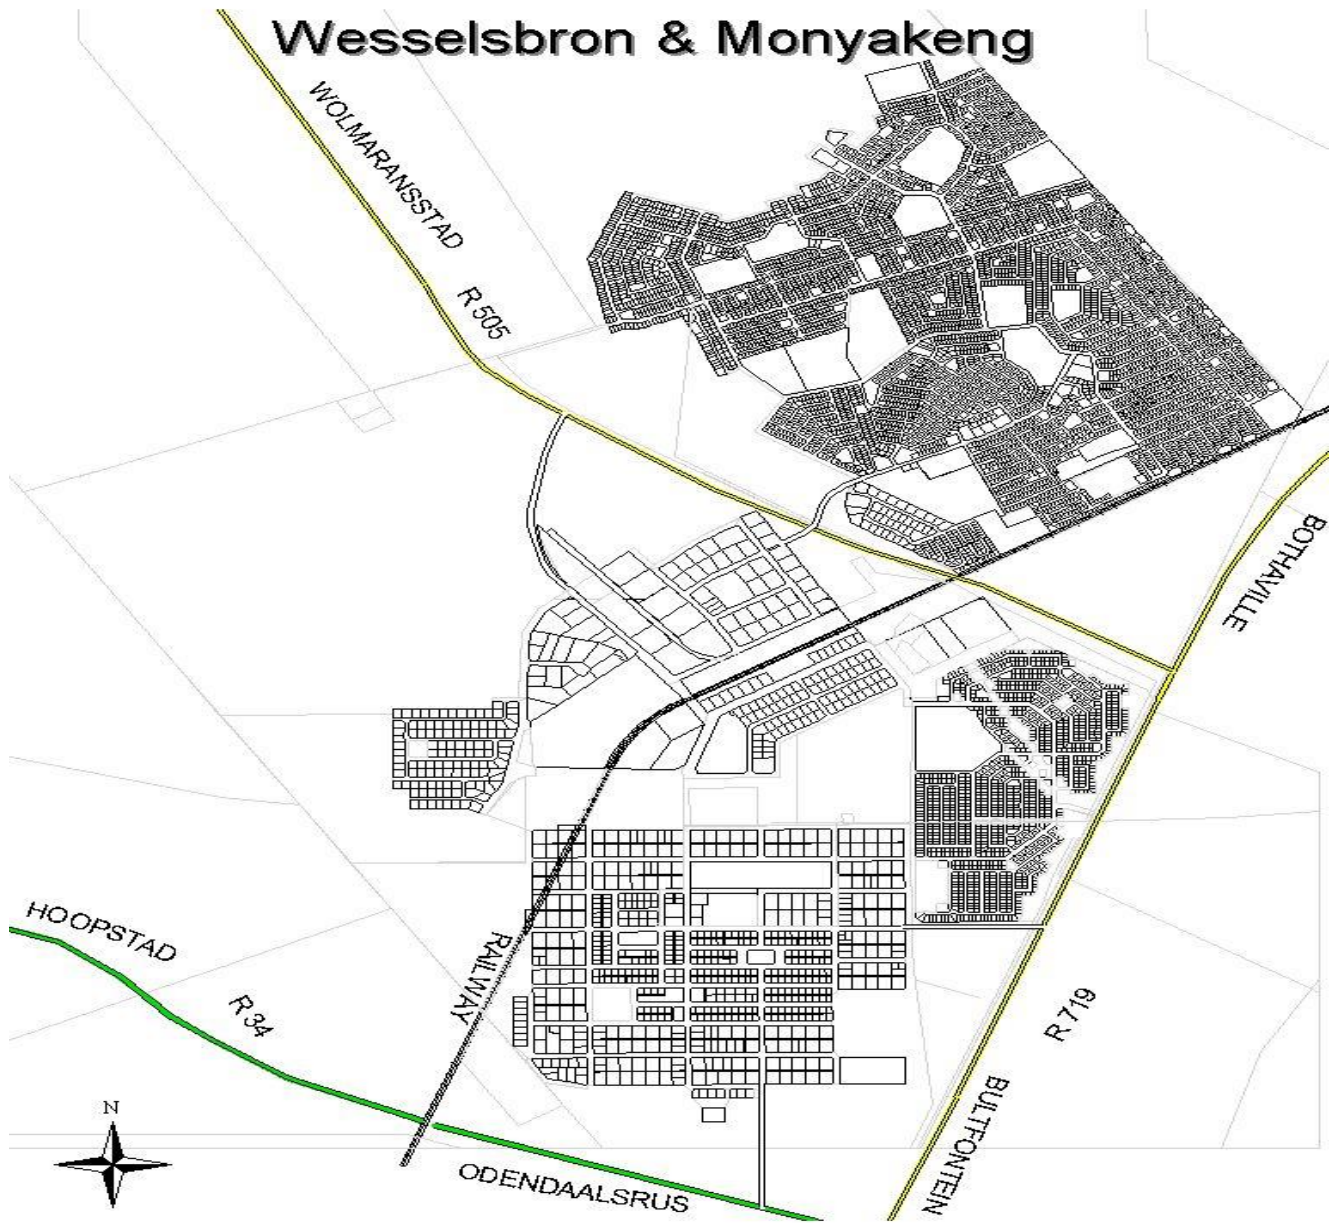 Wesselsbron & Monyakeng
WOLMARANSSTAD
R 505
BOTHAVILLE
HOOPSTAD
R 34
RAILWAY
R 719
BULTFONTEIN
N
ODENDAALSRUS